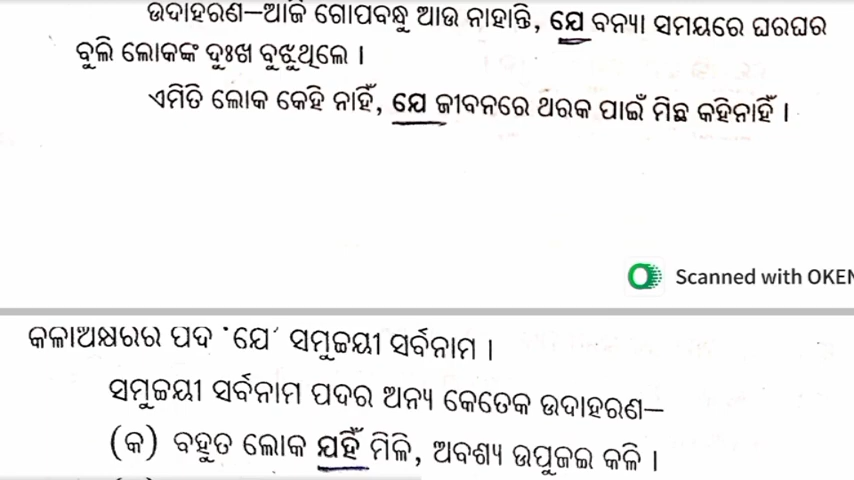 ଉଦାହରଣ–ଆଜି ଗୋପବନ୍ଧୁ ଆଉ ନାହାନ୍ତି, ଯେ ବନ୍ୟା ସମୟରେ ଘରଘର
ବୁଲି ଲୋକଙ୍କ ଦୁଃଖ ବୁଝୁଥିଲେ ।
ଏମିତି ଲୋକ କେହି ନାହିଁ, ଯେ ଜୀବନରେ ଥରକ ପାଇଁ ମିଛ କହିନାହିଁ ।
Scanned with OKEN
କଳାଅକ୍ଷରର ପଦ 'ଯେ' ସମୁଚ୍ଚୟୀ ସର୍ବନାମ ।
ସମୁଚ୍ଚୟୀ ସର୍ବନାମ ପଦର ଅନ୍ୟ କେତେକ ଉଦାହରଣ–
(କ) ବହୁତ ଲୋକ ଯହିଁ ମିଳି, ଅବଶ୍ୟ ଉପୁଜଇ କଳି ।